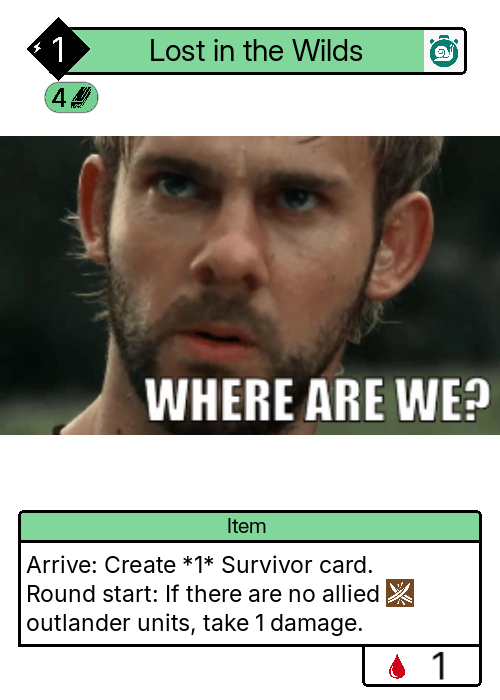 1
Lost in the Wilds
4
WHERE ARE WE?
Item
Arrive: Create *1* Survivor card.
Round start: If there are no allied
outlander units, take 1 damage.
1